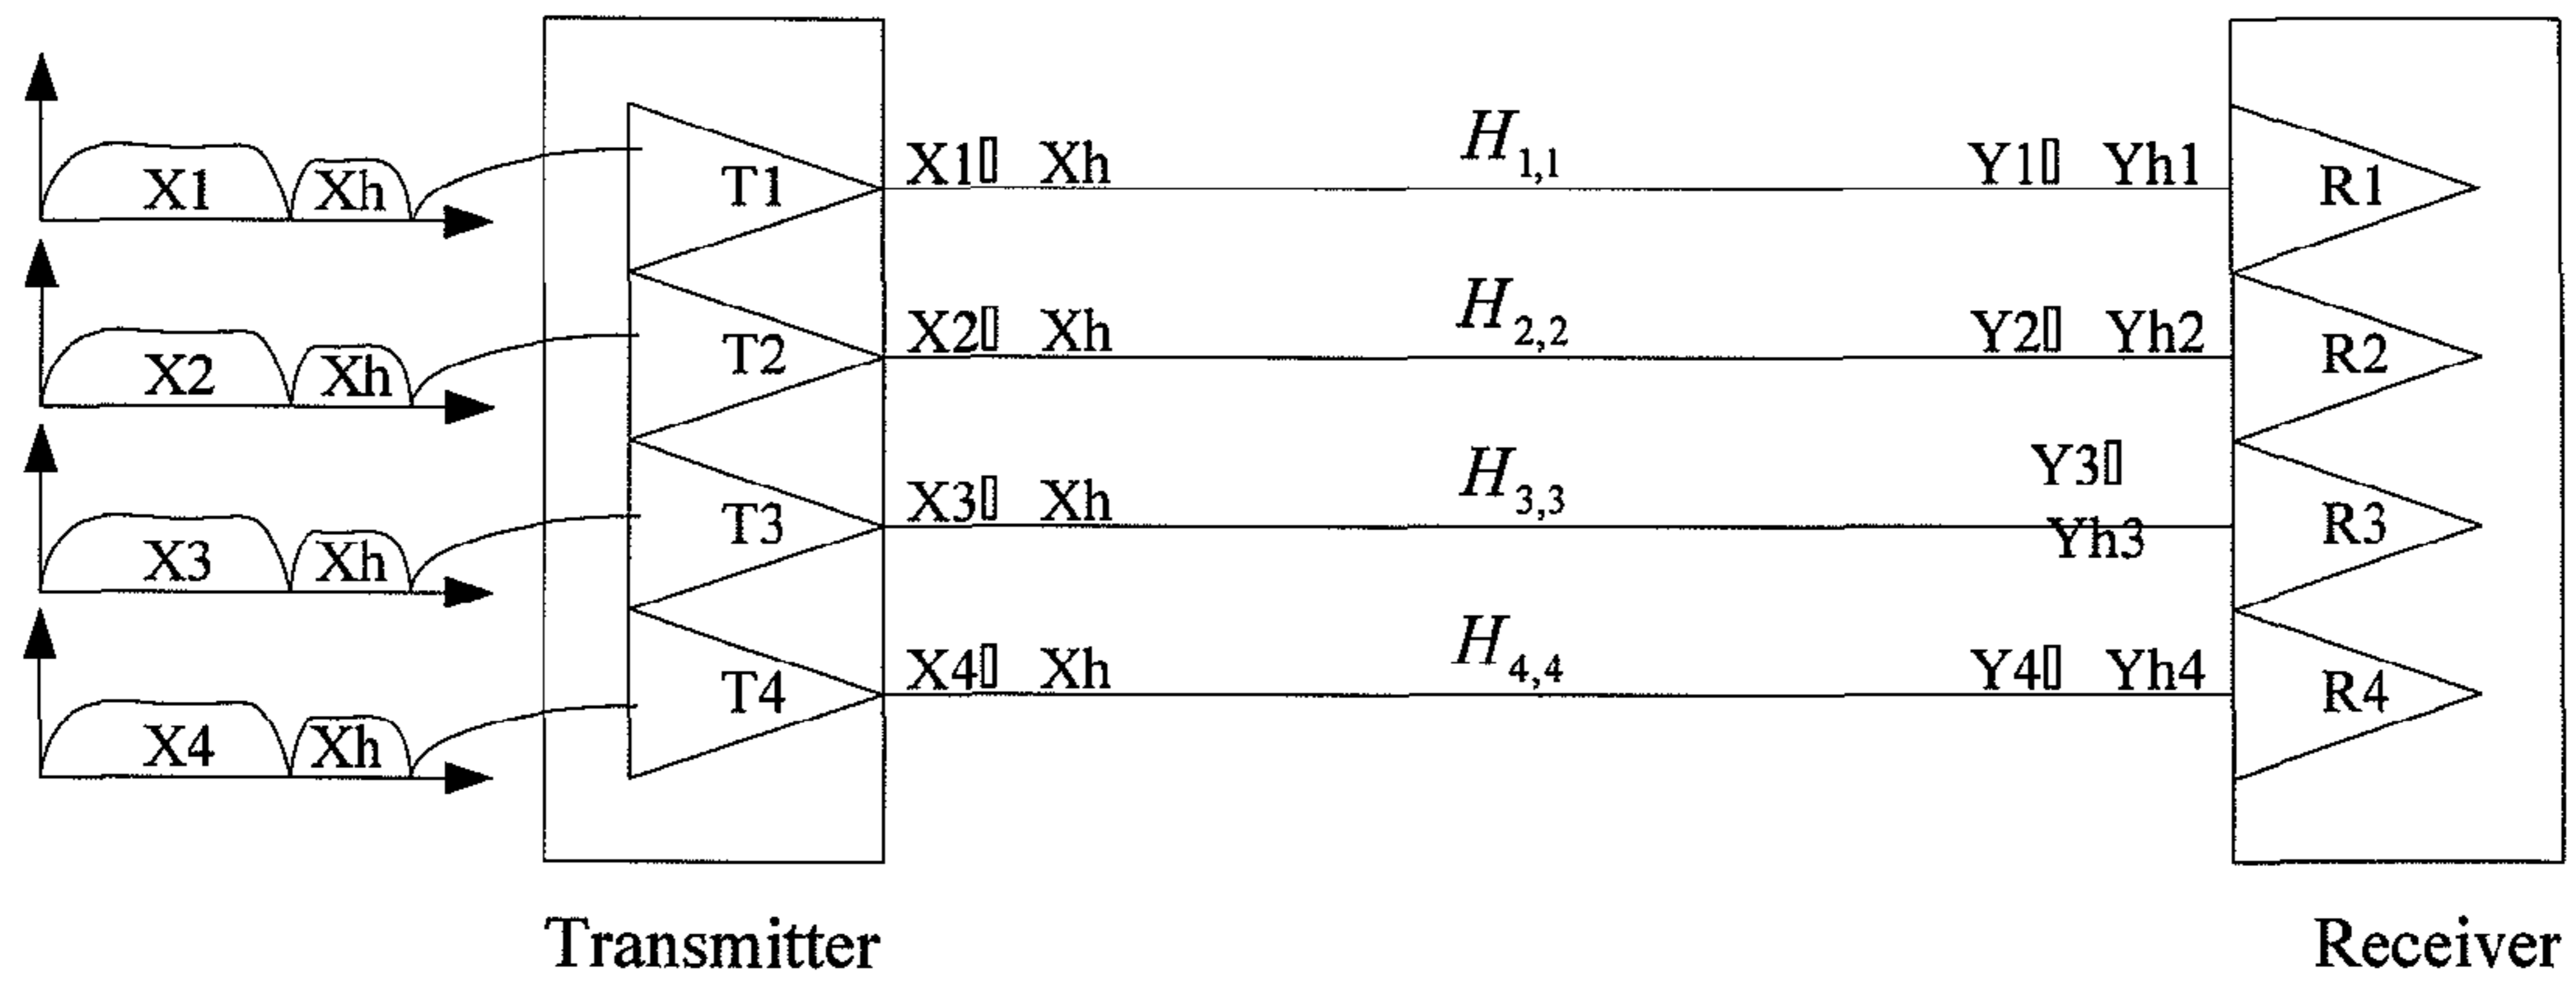 X1 Xh T1 X1▯ Xh H1,1 Y1▯ Yh1 R1
X2 Xh T2 X2▯ Xh H2,2 Y2▯ Yh2 R2
Y3▯
X3 Xh T3 X3▯ Xh H3,3 Yh3 R3
X4 Xh T4 X4▯ Xh H4,4 Y4▯ Yh4 R4
Transmitter Receiver